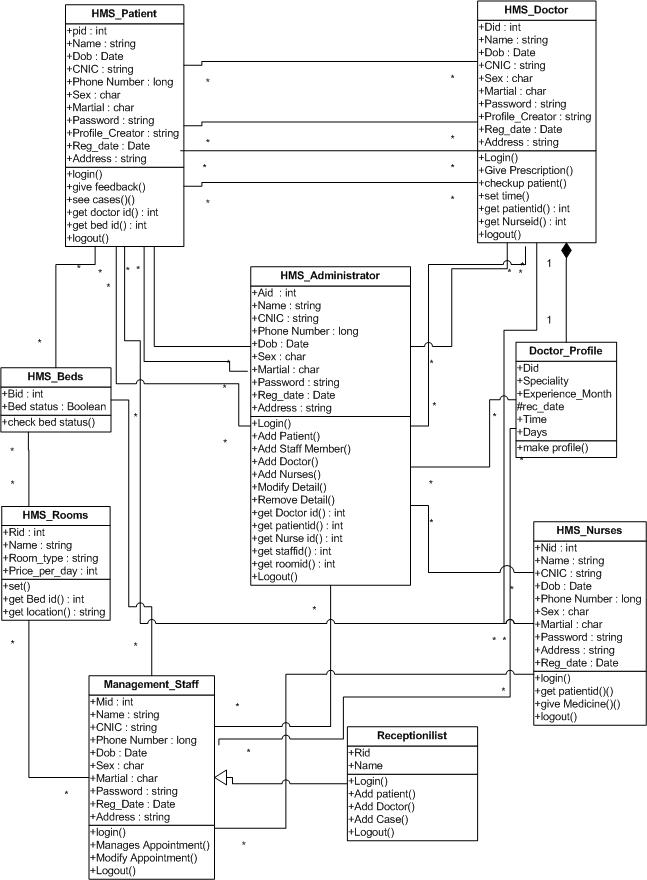 HMS_Patient
+pid : int
+Name : string
+Dob : Date
+CNIC : string
+Phone Number : long
+Sex : char
+Martial : char
+Password : string
+Profile_Creator : string
+Reg_date : Date
+Address : string
+login()
+give feedback()
+see cases()()
+get doctor id() : int
+get bed id() : int
+logout()
HMS_Doctor
+Did : int
+Name : string
+Dob : Date
+CNIC : string
+Sex : char
+Martial : char
+Password : string
+Profile_Creator : string
+Reg_date : Date
+Address : string
+Login()
+Give Prescription()
+checkup patient()
+set time()
+get patientid() : int
+get Nurseid() : int
+logout()
*
*
*
*
*
*
*
*
*
*
*
*
*
*
1
1
HMS_Administrator
+Aid : int
+Name : string
+CNIC : string
+Phone Number : long
+Dob : Date
+Sex : char
+Martial : char
+Password : string
+Reg_date : Date
+Address : string
+Login()
+Add Patient()
+Add Staff Member()
+Add Doctor()
+Add Nurses()
+Modify Detail()
+Remove Detail()
+get Doctor id() : int
+get patientid() : int
+get Nurse id() : int
+get staffid() : int
+get roomid() : int
+Logout()
*
*
*
*
*
*
*
*
HMS_Beds
+Bid : int
+Bed status : Boolean
+check bed status()
*
*
*
Doctor_Profile
+Did
+Speciality
+Experience_Month
#rec_date
+Time
+Days
+make profile()
*
*
*
HMS_Rooms
+Rid : int
+Name : string
+Room_type : string
+Price_per_day : int
+set()
+get Bed id() : int
+get location() : string
*
*
*
HMS_Nurses
+Nid : int
+Name : string
+CNIC : string
+Dob : Date
+Phone Number : long
+Sex : char
+Martial : char
+Password : string
+Address : string
+Reg_date : Date
+login()
+get patientid()()
+give Medicine()()
+logout()
*
*
*
Management_Staff
+Mid : int
+Name : string
+CNIC : string
+Phone Number : long
+Dob : Date
+Sex : char
+Martial : char
+Password : string
+Reg_Date : Date
+Address : string
+login()
+Manages Appointment()
+Modify Appointment()
+Logout()
*
*
*
*
Receptionilist
+Rid
+Name
+Login()
+Add patient()
+Add Doctor()
+Add Case()
+Logout()